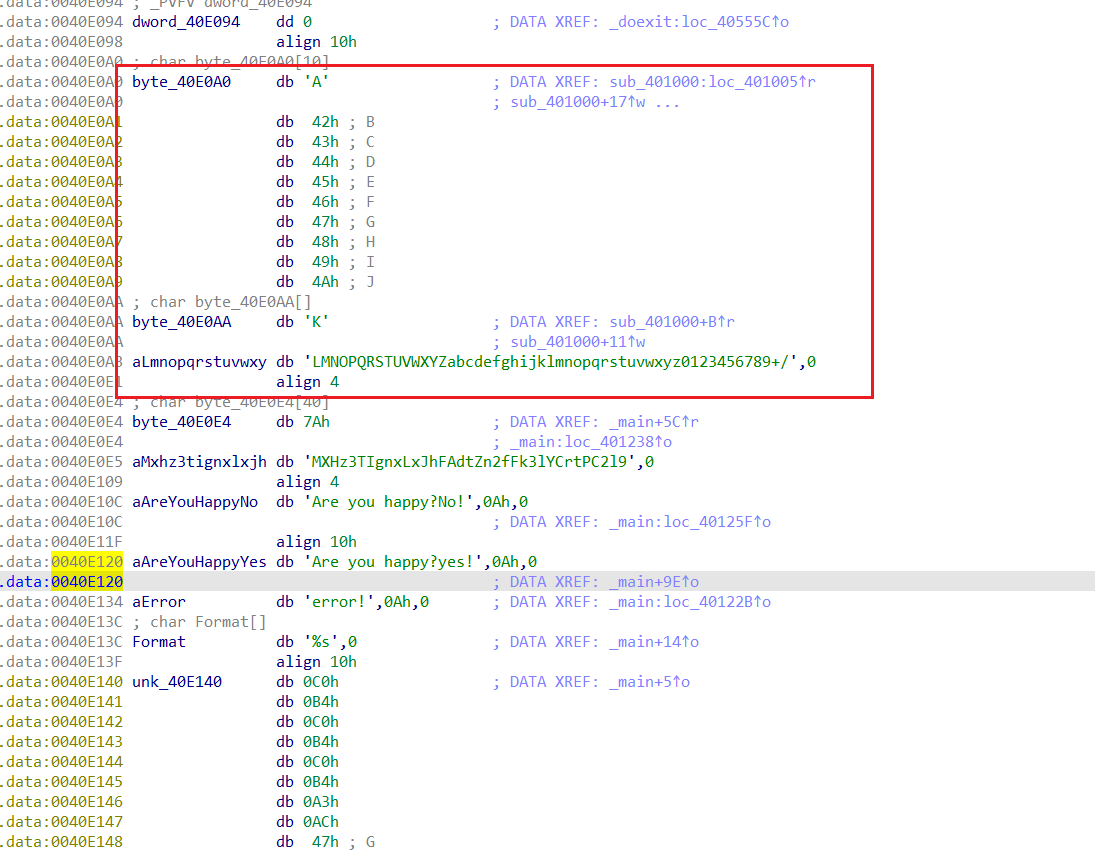 .data:0040E094 ; _PVFV dword_40E094
.data:0040E094 dword_40E094 dd 0 ; DATA XREF: _doexit:loc_40555C↑o
.data:0040E098 align 10h
.data:0040E0A0 ; char byte_40E0A0[10]
.data:0040E0A0 byte_40E0A0 db 'A' ; DATA XREF: sub_401000:loc_401005↑r
.data:0040E0A0 ; sub_401000+17↑w ...
.data:0040E0A1 db 42h ; B
.data:0040E0A2 db 43h ; C
.data:0040E0A3 db 44h ; D
.data:0040E0A4 db 45h ; E
.data:0040E0A5 db 46h ; F
.data:0040E0A6 db 47h ; G
.data:0040E0A7 db 48h ; H
.data:0040E0A8 db 49h ; I
.data:0040E0A9 db 4Ah ; J
.data:0040E0AA ; char byte_40E0AA[]
.data:0040E0AA byte_40E0AA db 'K' ; DATA XREF: sub_401000+B↑r
.data:0040E0AA ; sub_401000+11↑w
.data:0040E0AB aLmnopqrstuvwxy db 'LMNOPQRSTUVWXYZabcdefghijklmnopqrstuvwxyz0123456789+/',0
.data:0040E0E1 align 4
.data:0040E0E4 ; char byte_40E0E4[40]
.data:0040E0E4 byte_40E0E4 db 7Ah ; DATA XREF: _main+5C↑r
.data:0040E0E4 ; _main:loc_401238↑o
.data:0040E0E5 aMxhz3tignxlxjh db 'MXHz3TIgnxLxJhFAdtZn2fFk3lYCrtPC2l9',0
.data:0040E109 align 4
.data:0040E10C aAreYouHappyNo db 'Are you happy?No!',0Ah,0
.data:0040E10C ; DATA XREF: _main:loc_40125F↑o
.data:0040E11F align 10h
.data:0040E120 aAreYouHappyYes db 'Are you happy?yes!',0Ah,0
.data:0040E120 ; DATA XREF: _main+9E↑o
.data:0040E134 aError db 'error!',0Ah,0 ; DATA XREF: _main:loc_40122B↑o
.data:0040E13C ; char Format[]
.data:0040E13C Format db '%s',0 ; DATA XREF: _main+14↑o
.data:0040E13F align 10h
.data:0040E140 unk_40E140 db 0C0h ; DATA XREF: _main+5↑o
.data:0040E141 db 0B4h
.data:0040E142 db 0C0h
.data:0040E143 db 0B4h
.data:0040E144 db 0C0h
.data:0040E145 db 0B4h
.data:0040E146 db 0A3h
.data:0040E147 db 0ACh
.data:0040E148 db 47h ; G